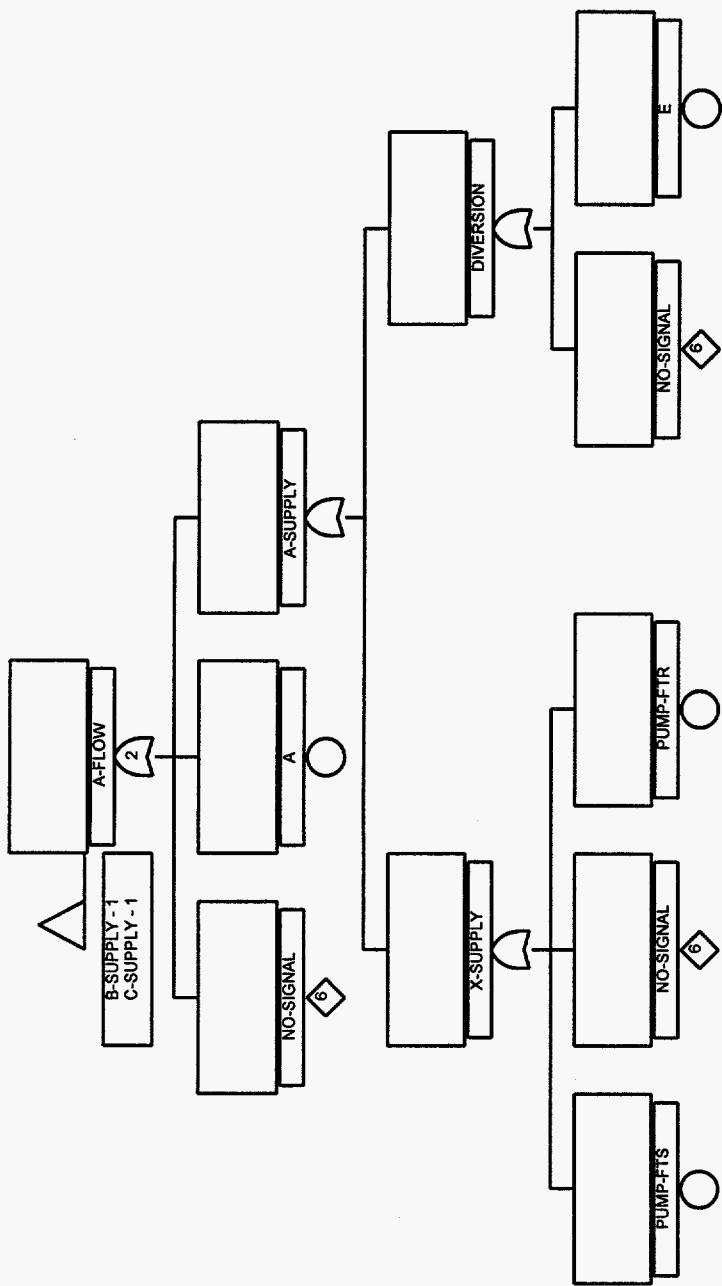 A-FLOW
2
B-SUPPLY - 1
C-SUPPLY - 1
NO-SIGNAL
6
A
A-SUPPLY
X-SUPPLY
DIVERSION
PUMP-FTS
NO-SIGNAL
6
PUMP-FTR
NO-SIGNAL
6
E